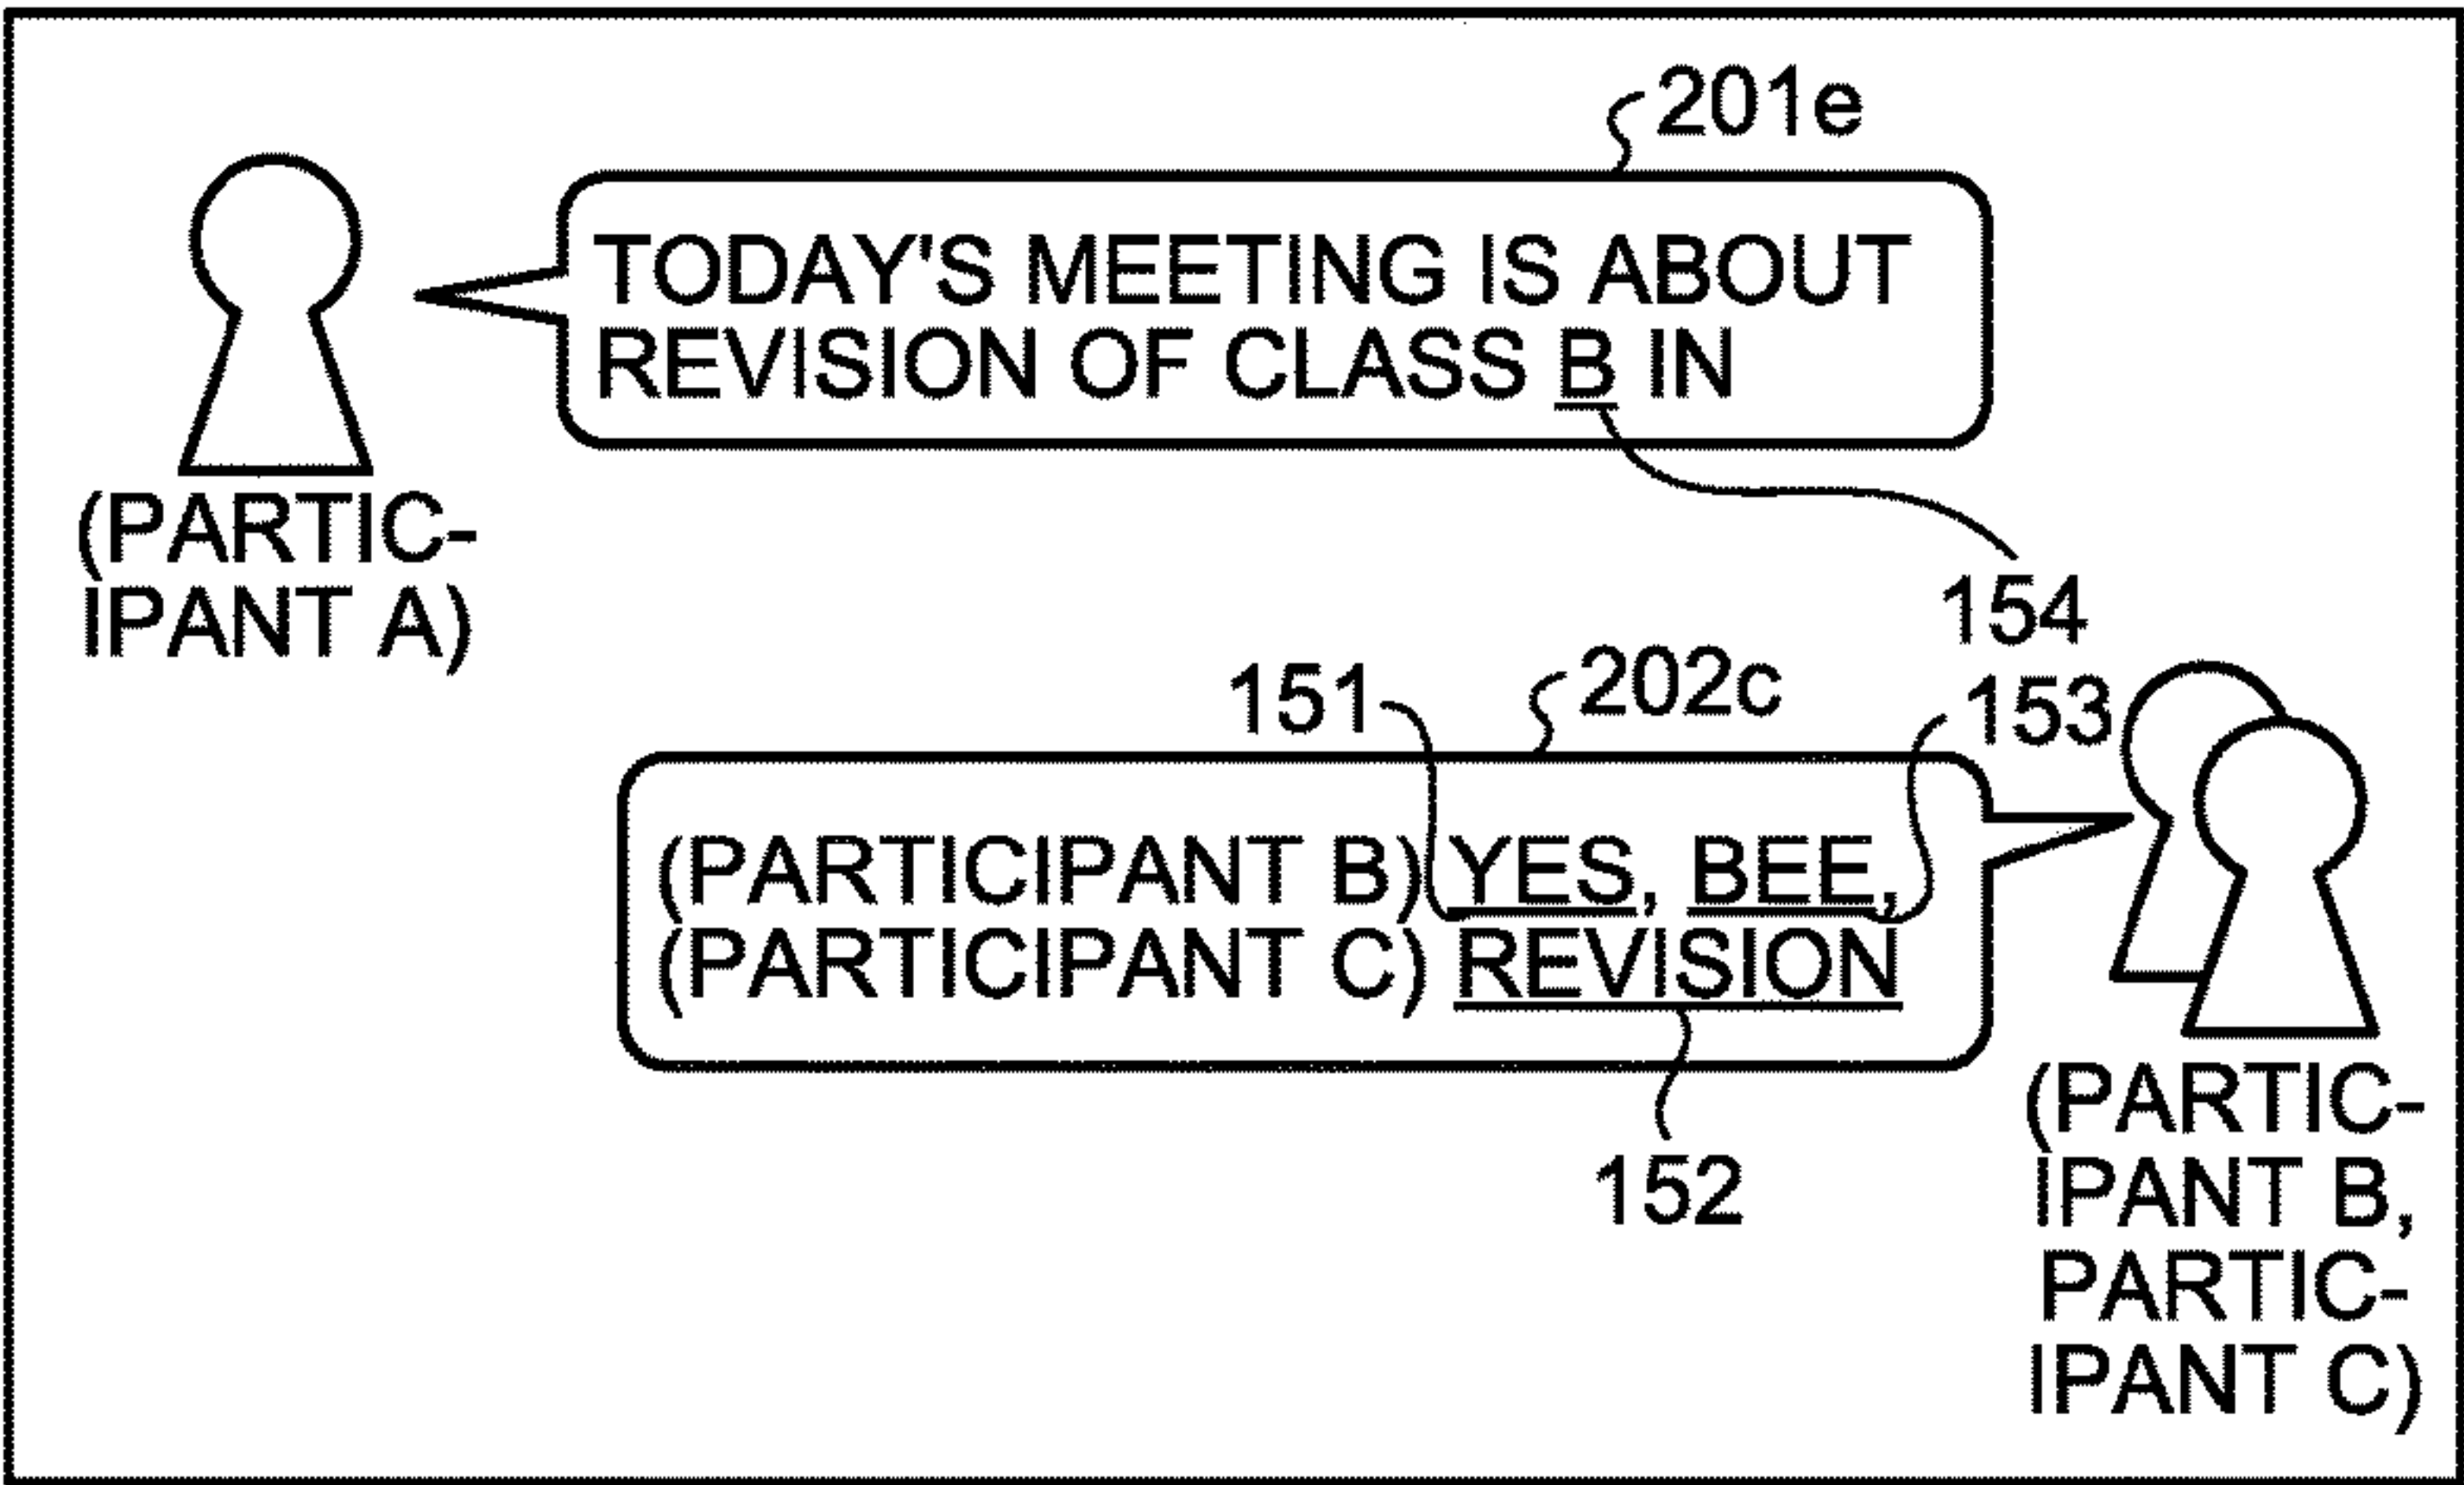 201e
TODAY'S MEETING IS ABOUT
REVISION OF CLASS B IN
(PARTIC-
IPANT A)
154
151
202c
153
(PARTICIPANT B) YES, BEE,
(PARTICIPANT C) REVISION
152
(PARTIC-
IPANT B,
PARTIC-
IPANT C)